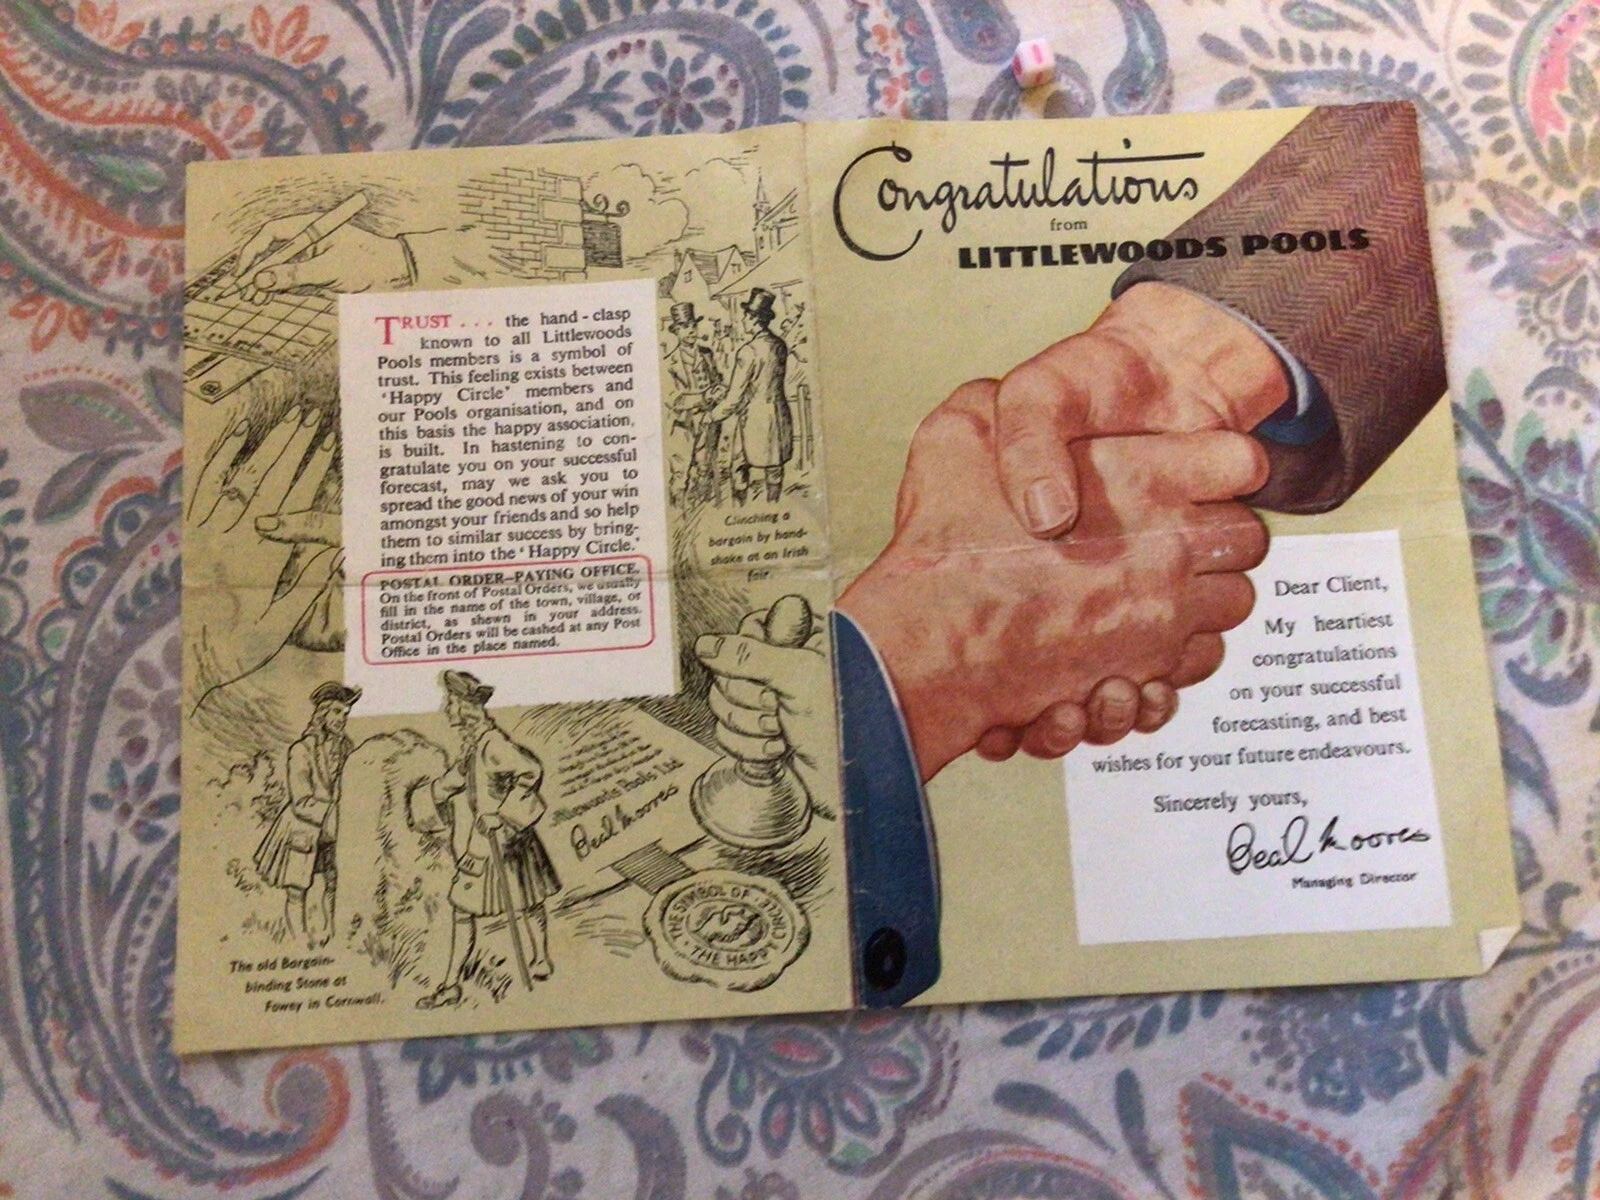 TRUST . . . the hand-clasp
known to all Littlewoods
Pools members is a symbol of
trust. This feeling exists between
‘Happy Circle’ members and
our Pools organisation, and on
this basis the happy association,
is built. In hastening to con-
gratulate you on your successful
forecast, may we ask you to
spread the good news of your win
amongst your friends and so help
them to similar success by bring-
ing them into the ‘Happy Circle.’
POSTAL ORDER–PAYING OFFICE.
On the front of Postal Orders, we usually
fill in the name of the town, village, or
district, as shewn in your address.
Postal Orders will be cashed at any Post
Office in the place named.
Clinching a
bargain by hand-
shake at an Irish
fair.
The old Bargain-
binding Stone at
Fowey in Cornwall.
Pools Ltd
Cecil Moores
THE SYMBOL OF
THE HAPPY CIRCLE
Congratulations
from
LITTLEWOODS POOLS
Dear Client,
My heartiest
congratulations
on your successful
forecasting, and best
wishes for your future endeavours.
Sincerely yours,
Cecil Moores
Managing Director